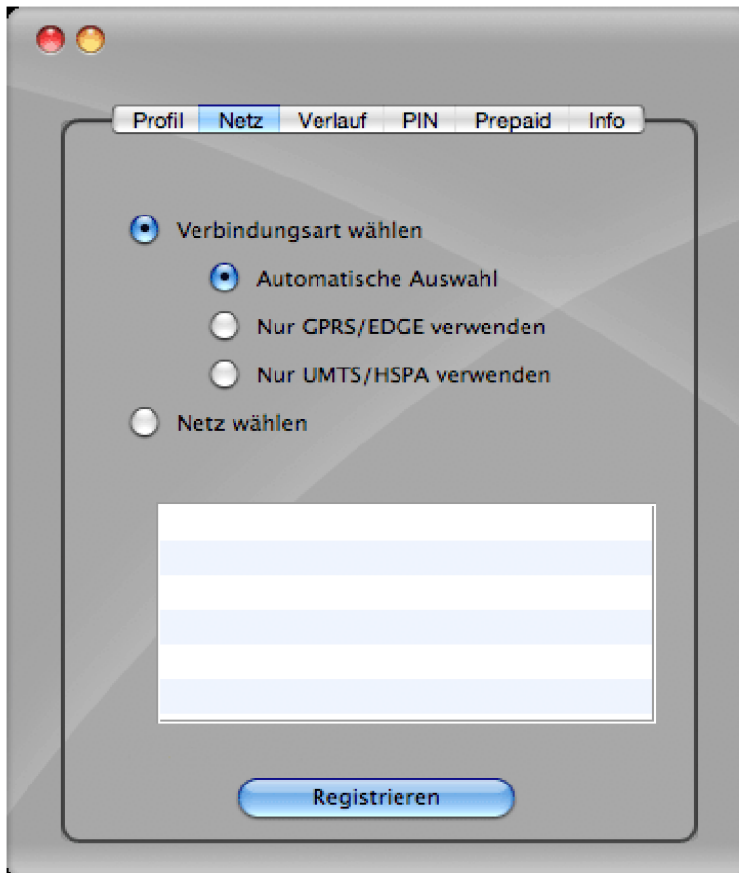 Profil Netz Verlauf PIN Prepaid Info
Verbindungsart wählen
Automatische Auswahl
Nur GPRS/EDGE verwenden
Nur UMTS/HSPA verwenden
Netz wählen
Registrieren